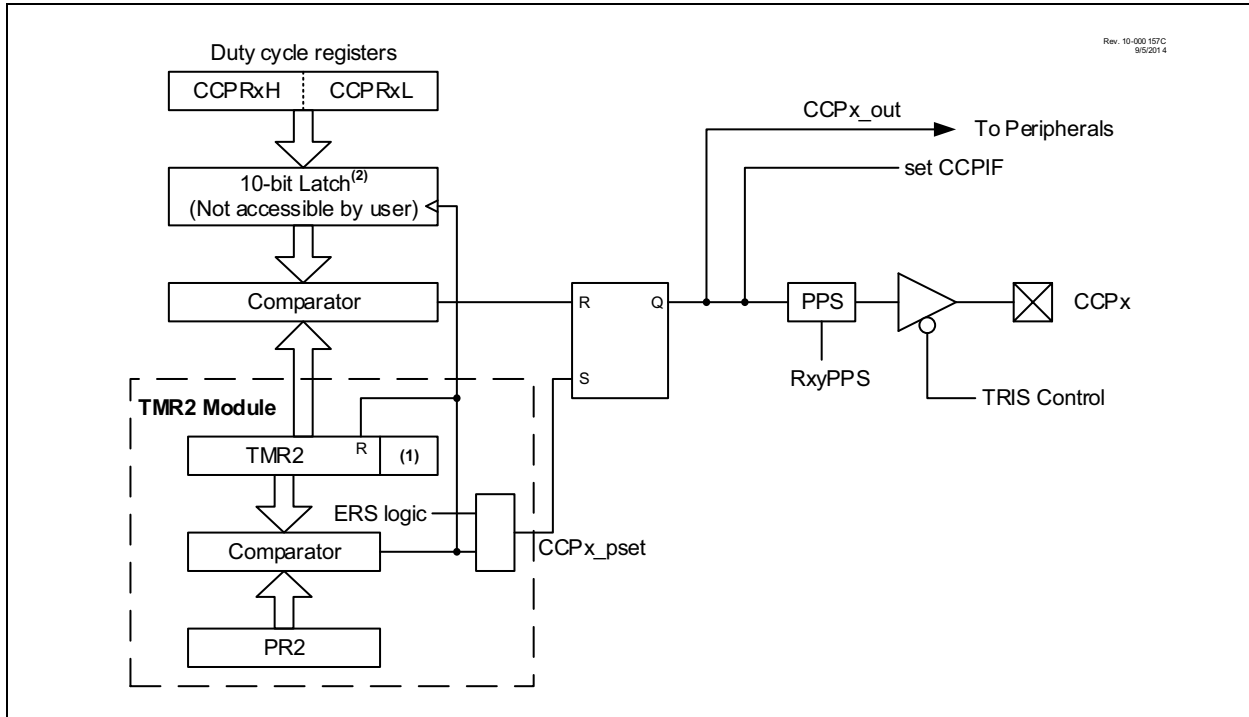 Rev. 10-000 157C
9/5/201 4
Duty cycle registers
CCPRxH CCPRxL
CCPx_out
To Peripherals
set CCPIF
10-bit Latch(2)
(Not accessible by user)
Comparator
R Q
PPS
CCPx
S
RxyPPS
TRIS Control
TMR2 Module
R
TMR2 (1)
ERS logic
Comparator
CCPx_pset
PR2